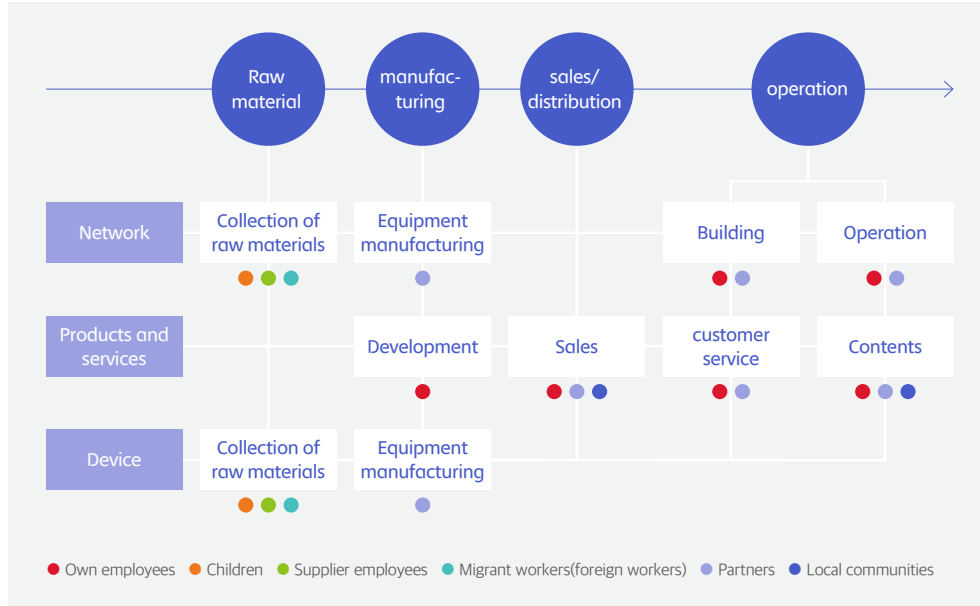 Raw
material
manufac-
turing
sales/
distribution
operation
Network
Collection of
raw materials
Equipment
manufacturing
Building
Operation
Products and
services
Development
Sales
customer
service
Contents
Device
Collection of
raw materials
Equipment
manufacturing
Own employees
Children
Supplier employees
Migrant workers(foreign workers)
Partners
Local communities